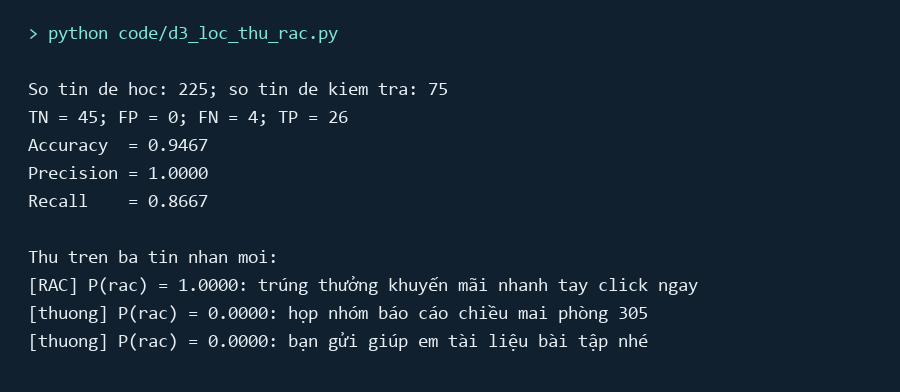 > python code/d3_loc_thu_rac.py
So tin de hoc: 225; so tin de kiem tra: 75
TN = 45; FP = 0; FN = 4; TP = 26
Accuracy  = 0.9467
Precision = 1.0000
Recall    = 0.8667
Thu tren ba tin nhan moi:
[RAC] P(rac) = 1.0000: trúng thưởng khuyến mãi nhanh tay click ngay
[thuong] P(rac) = 0.0000: họp nhóm báo cáo chiều mai phòng 305
[thuong] P(rac) = 0.0000: bạn gửi giúp em tài liệu bài tập nhé